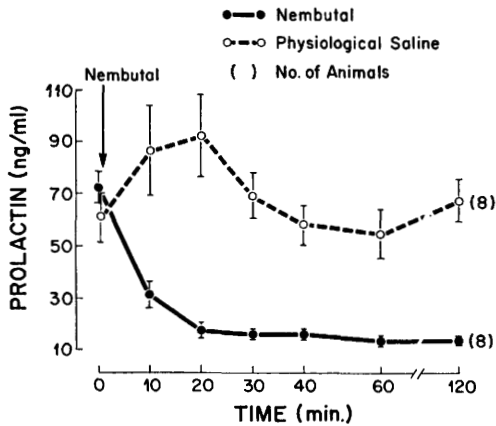 Nembutal
Physiological Saline
( ) No. of Animals
Nembutal
PROLACTIN (ng/ml)
110
90
70
50
30
10
(8)
(8)
0 10 20 30 40 60 120
TIME (min.)